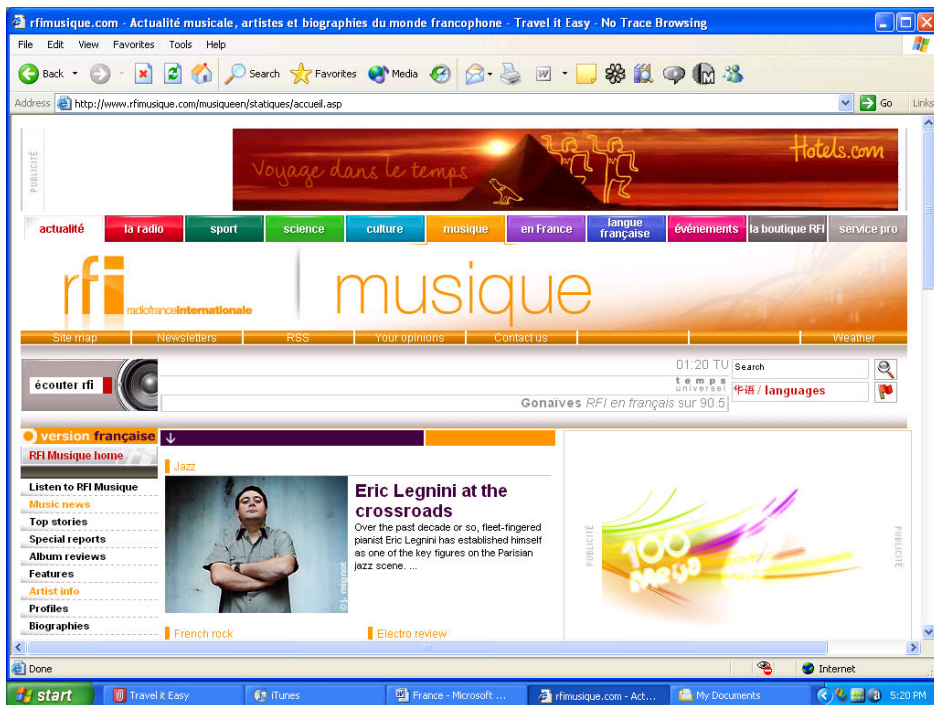 rfimusique.com - Actualité musicale, artistes et biographies du monde francophone - Travel it Easy - No Trace Browsing
File Edit View Favorites Tools Help
Back Search Favorites Media
Address http://www.rfimusique.com/musiqueen/statiques/accueil.asp Go Links
PUBLICITÉ
Voyage dans le temps
Hotels.com
actualité la radio sport science culture musique en France langue française événements la boutique RFI service pro
rfi radiofranceinternationale musique
Site map Newsletters RSS Your opinions Contact us Weather
écouter rfi
01:20 TU
temps
universel
Search
华语 / languages
Gonaïves RFI en français sur 90.5
version française
RFI Musique home
Listen to RFI Musique
Music news
Top stories
Special reports
Album reviews
Features
Artist info
Profiles
Biographies
Jazz
©j. mignot
Eric Legnini at the
crossroads
Over the past decade or so, fleet-fingered
pianist Eric Legnini has established himself
as one of the key figures on the Parisian
jazz scene. ...
French rock Electro review
PUBLICITÉ
100
Mega
PUBLICITÉ
Done Internet
start Travel it Easy iTunes France - Microsoft ... rfimusique.com - Act... My Documents 5:20 PM